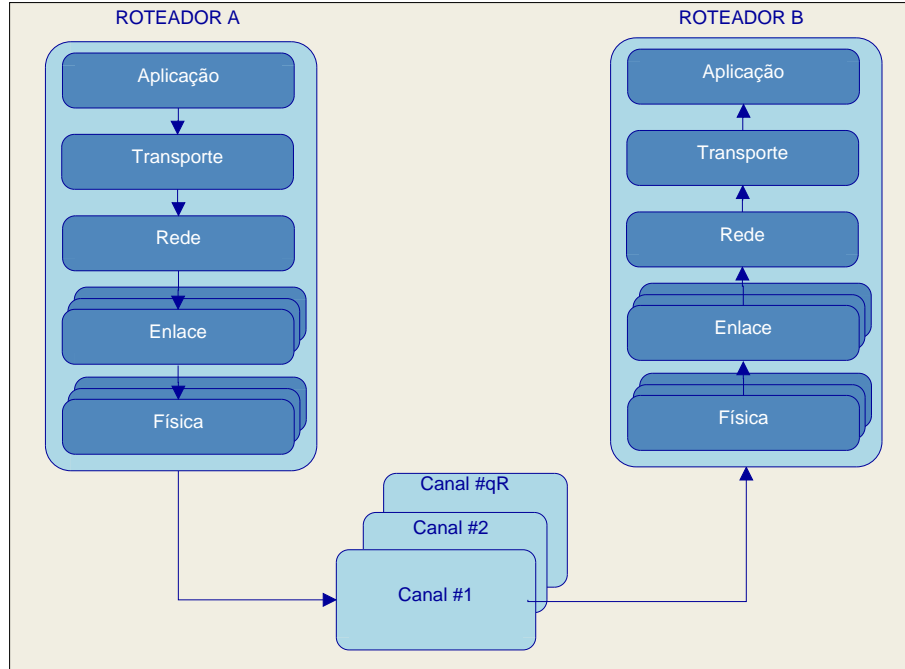 ROTEADOR A
Aplicação
Transporte
Rede
Enlace
Física
ROTEADOR B
Aplicação
Transporte
Rede
Enlace
Física
Canal #qR
Canal #2
Canal #1